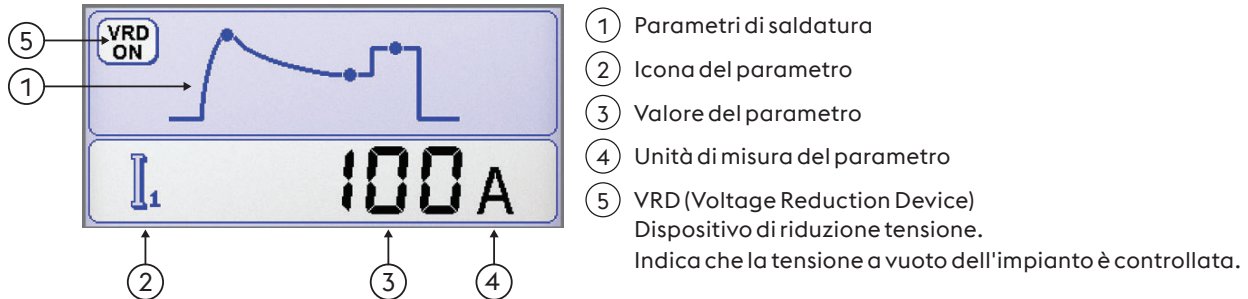 VRD
ON
I1
100 A
5
1
2
3
4
1 Parametri di saldatura
2 Icona del parametro
3 Valore del parametro
4 Unità di misura del parametro
5 VRD (Voltage Reduction Device)
Dispositivo di riduzione tensione.
Indica che la tensione a vuoto dell'impianto è controllata.